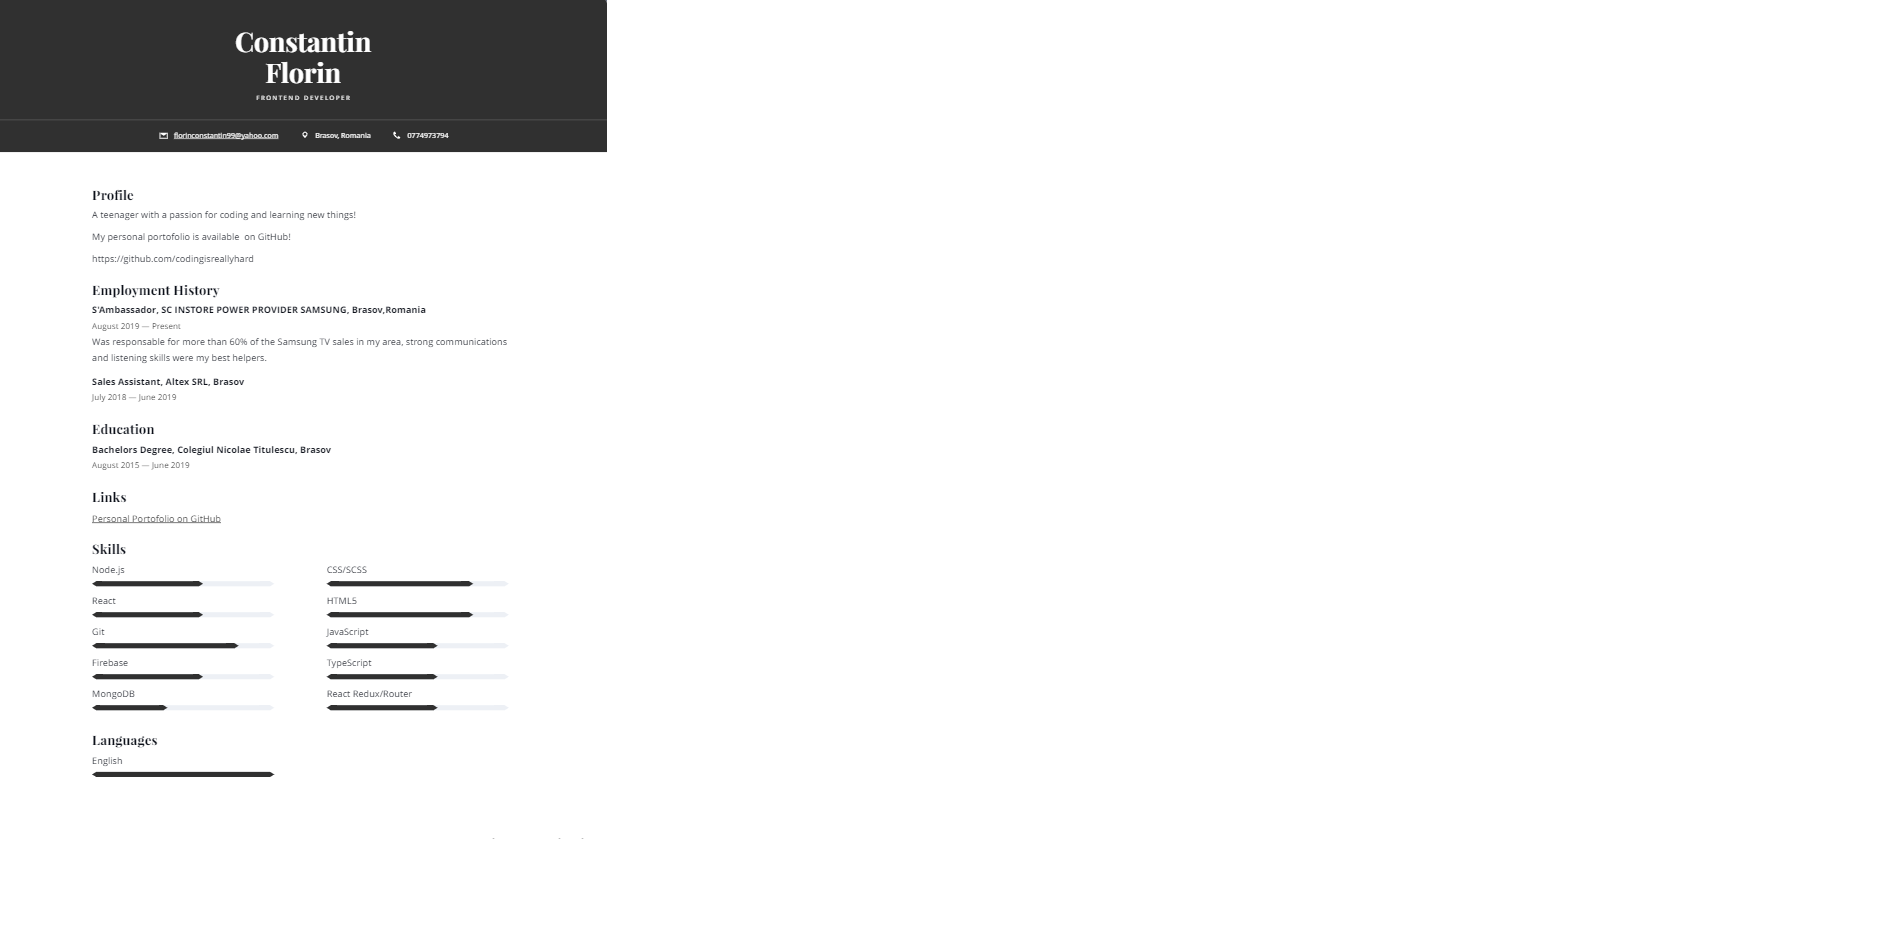 Constantin
Florin
FRONTEND DEVELOPER
florinconstantin99@yahoo.com Brasov, Romania 0774973794
Profile
A teenager with a passion for coding and learning new things!
My personal portofolio is available  on GitHub!
https://github.com/codingisreallyhard
Employment History
S'Ambassador, SC INSTORE POWER PROVIDER SAMSUNG, Brasov,Romania
August 2019 — Present
Was responsable for more than 60% of the Samsung TV sales in my area, strong communications
and listening skills were my best helpers.
Sales Assistant, Altex SRL, Brasov
July 2018 — June 2019
Education
Bachelors Degree, Colegiul Nicolae Titulescu, Brasov
August 2015 — June 2019
Links
Personal Portofolio on GitHub
Skills
Node.js CSS/SCSS
React HTML5
Git JavaScript
Firebase TypeScript
MongoDB React Redux/Router
Languages
English